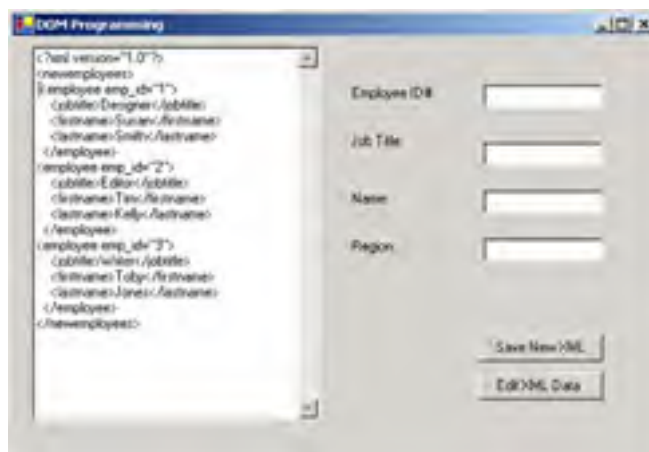 DOM Programming
<?xml version="1.0"?>
<newemployees>
employee emp_id="1">
<jobtitle>Designer</jobtitle>
<firstname>Susan</firstname>
<lastname>Smith</lastname>
</employee>
<employee emp_id="2">
<jobtitle>Editor</jobtitle>
<firstname>Tim</firstname>
<lastname>Kelly</lastname>
</employee>
<employee emp_id="3">
<jobtitle>Writer</jobtitle>
<firstname>Toby</firstname>
<lastname>Jones</lastname>
</employee>
</newemployees>
Employee ID#:
Job Title:
Name:
Region:
Save New XML
Edit XML Data